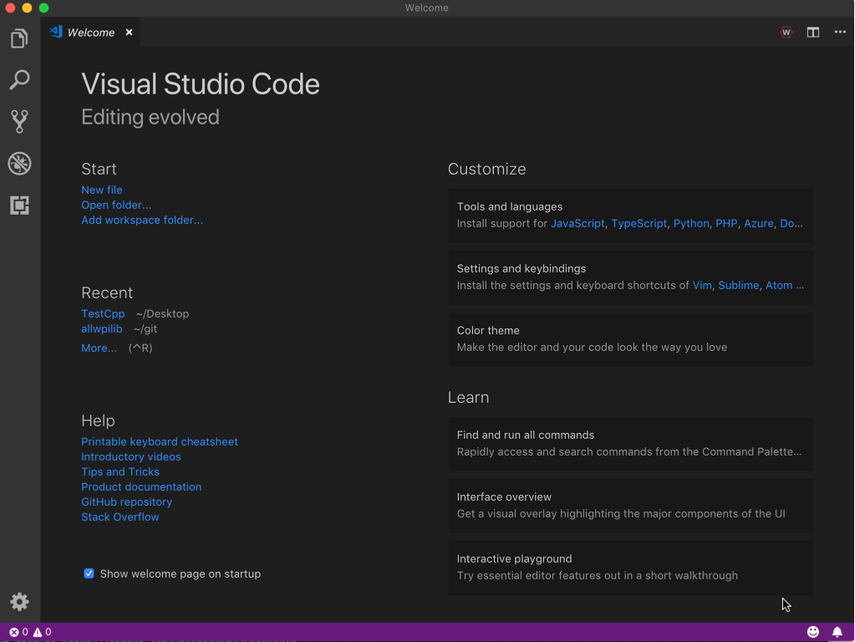 Welcome
Welcome ×
W
Visual Studio Code
Editing evolved
Start
New file
Open folder...
Add workspace folder...
Recent
TestCpp ~/Desktop
allwpilib ~/git
More... (^R)
Help
Printable keyboard cheatsheet
Introductory videos
Tips and Tricks
Product documentation
GitHub repository
Stack Overflow
Show welcome page on startup
Customize
Tools and languages
Install support for JavaScript, TypeScript, Python, PHP, Azure, Do...
Settings and keybindings
Install the settings and keyboard shortcuts of Vim, Sublime, Atom ...
Color theme
Make the editor and your code look the way you love
Learn
Find and run all commands
Rapidly access and search commands from the Command Palette...
Interface overview
Get a visual overlay highlighting the major components of the UI
Interactive playground
Try essential editor features out in a short walkthrough
0 0